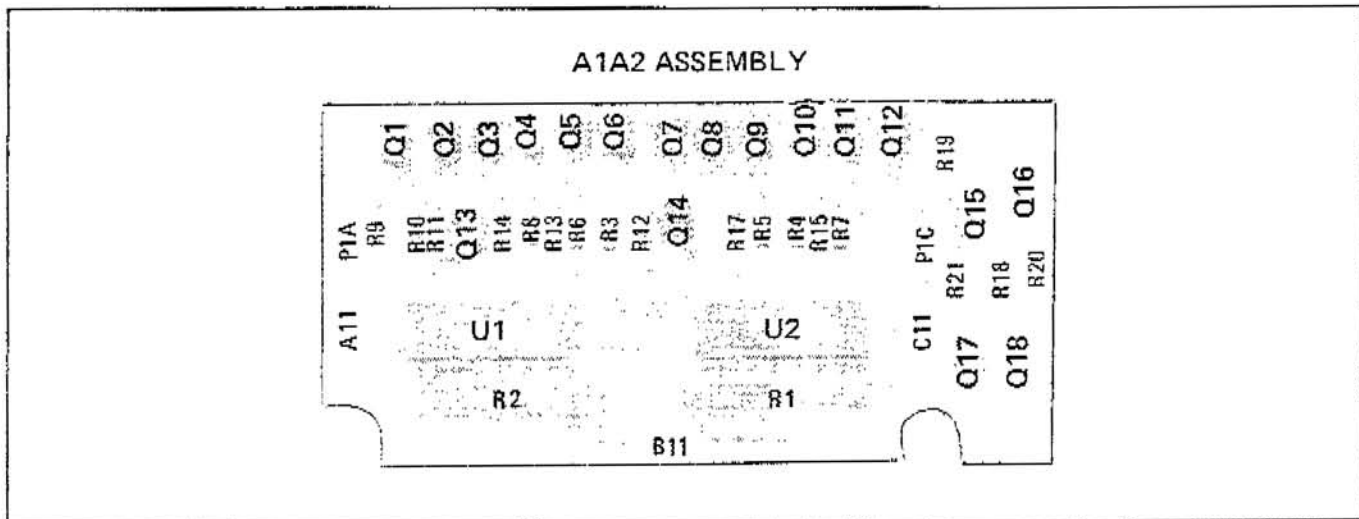 A1A2 ASSEMBLY
Q1 Q2 Q3 Q4 Q5 Q6 Q7 Q8 Q9 Q10 Q11 Q12 R19 Q16
P1A R9 R10 R11 Q13 R14 R8 R13 R6 R3 R12 Q14 R17 R5 R4 R15 R7 P1C Q15
R21 R18 R20
A11 U1 U2 C11 Q17 Q18
R2 R1
B11